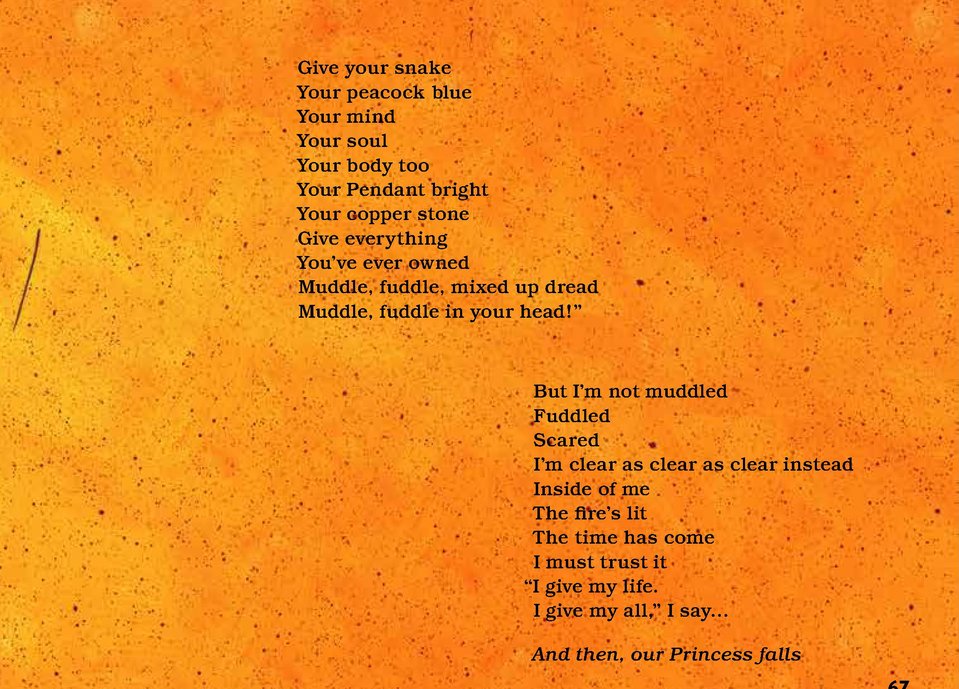 Give your snake
Your peacock blue
Your mind
Your soul
Your body too
Your Pendant bright
Your copper stone
Give everything
You’ve ever owned
Muddle, fuddle, mixed up dread
Muddle, fuddle in your head!”
But I’m not muddled
Fuddled
Scared
I’m clear as clear as clear instead
Inside of me
The fire’s lit
The time has come
I must trust it
“I give my life.
I give my all,” I say...
And then, our Princess falls
67